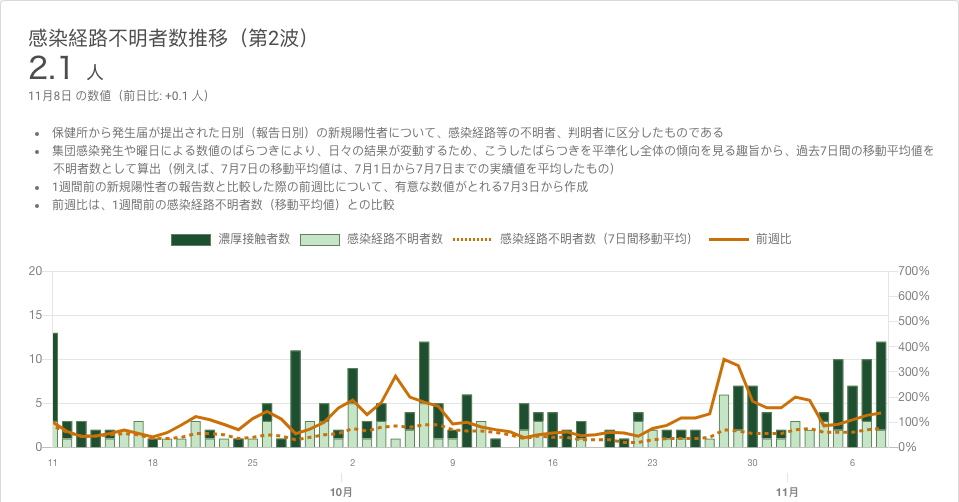 感染経路不明者数推移（第2波）
2.1 人
11月8日 の数値（前日比: +0.1 人）
• 保健所から発生届が提出された日別（報告日別）の新規陽性者について、感染経路等の不明者、判明者に区分したものである
• 集団感染発生や曜日による数値のばらつきにより、日々の結果が変動するため、こうしたばらつきを平準化し全体の傾向を見る趣旨から、過去7日間の移動平均値を
不明者数として算出（例えば、7月7日の移動平均値は、7月1日から7月7日までの実績値を平均したもの）
• 1週間前の新規陽性者の報告数と比較した際の前週比について、有意な数値がとれる7月3日から作成
• 前週比は、1週間前の感染経路不明者数（移動平均値）との比較
濃厚接触者数 感染経路不明者数 感染経路不明者数（7日間移動平均） 前週比
20 700%
600%
15
500%
400%
10
300%
5 200%
100%
0 0%
11 18 25 2 9 16 23 30 6
10月 11月